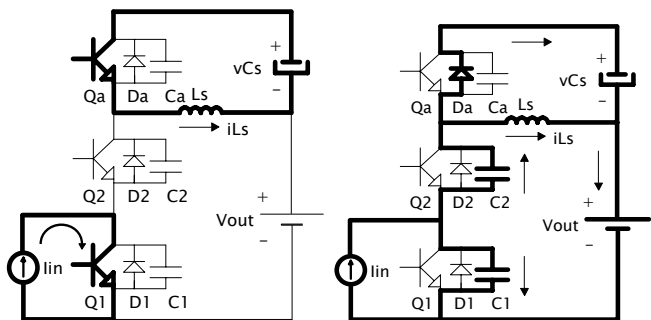 +
vCs
−
Qa Da Ca Ls
iLs
Q2 D2 C2
+
Vout
−
Iin
Q1 D1 C1
+
vCs
−
Qa Da Ca Ls
iLs
Q2 D2 C2
+
Vout
−
Iin
Q1 D1 C1